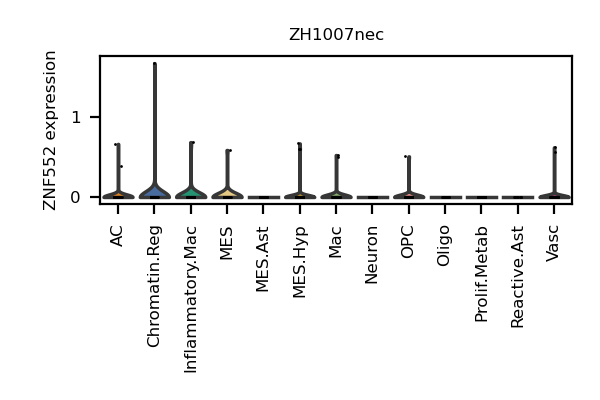 ZH1007nec
ZNF552 expression
1
0
AC
Chromatin.Reg
Inflammatory.Mac
MES
MES.Ast
MES.Hyp
Mac
Neuron
OPC
Oligo
Prolif.Metab
Reactive.Ast
Vasc